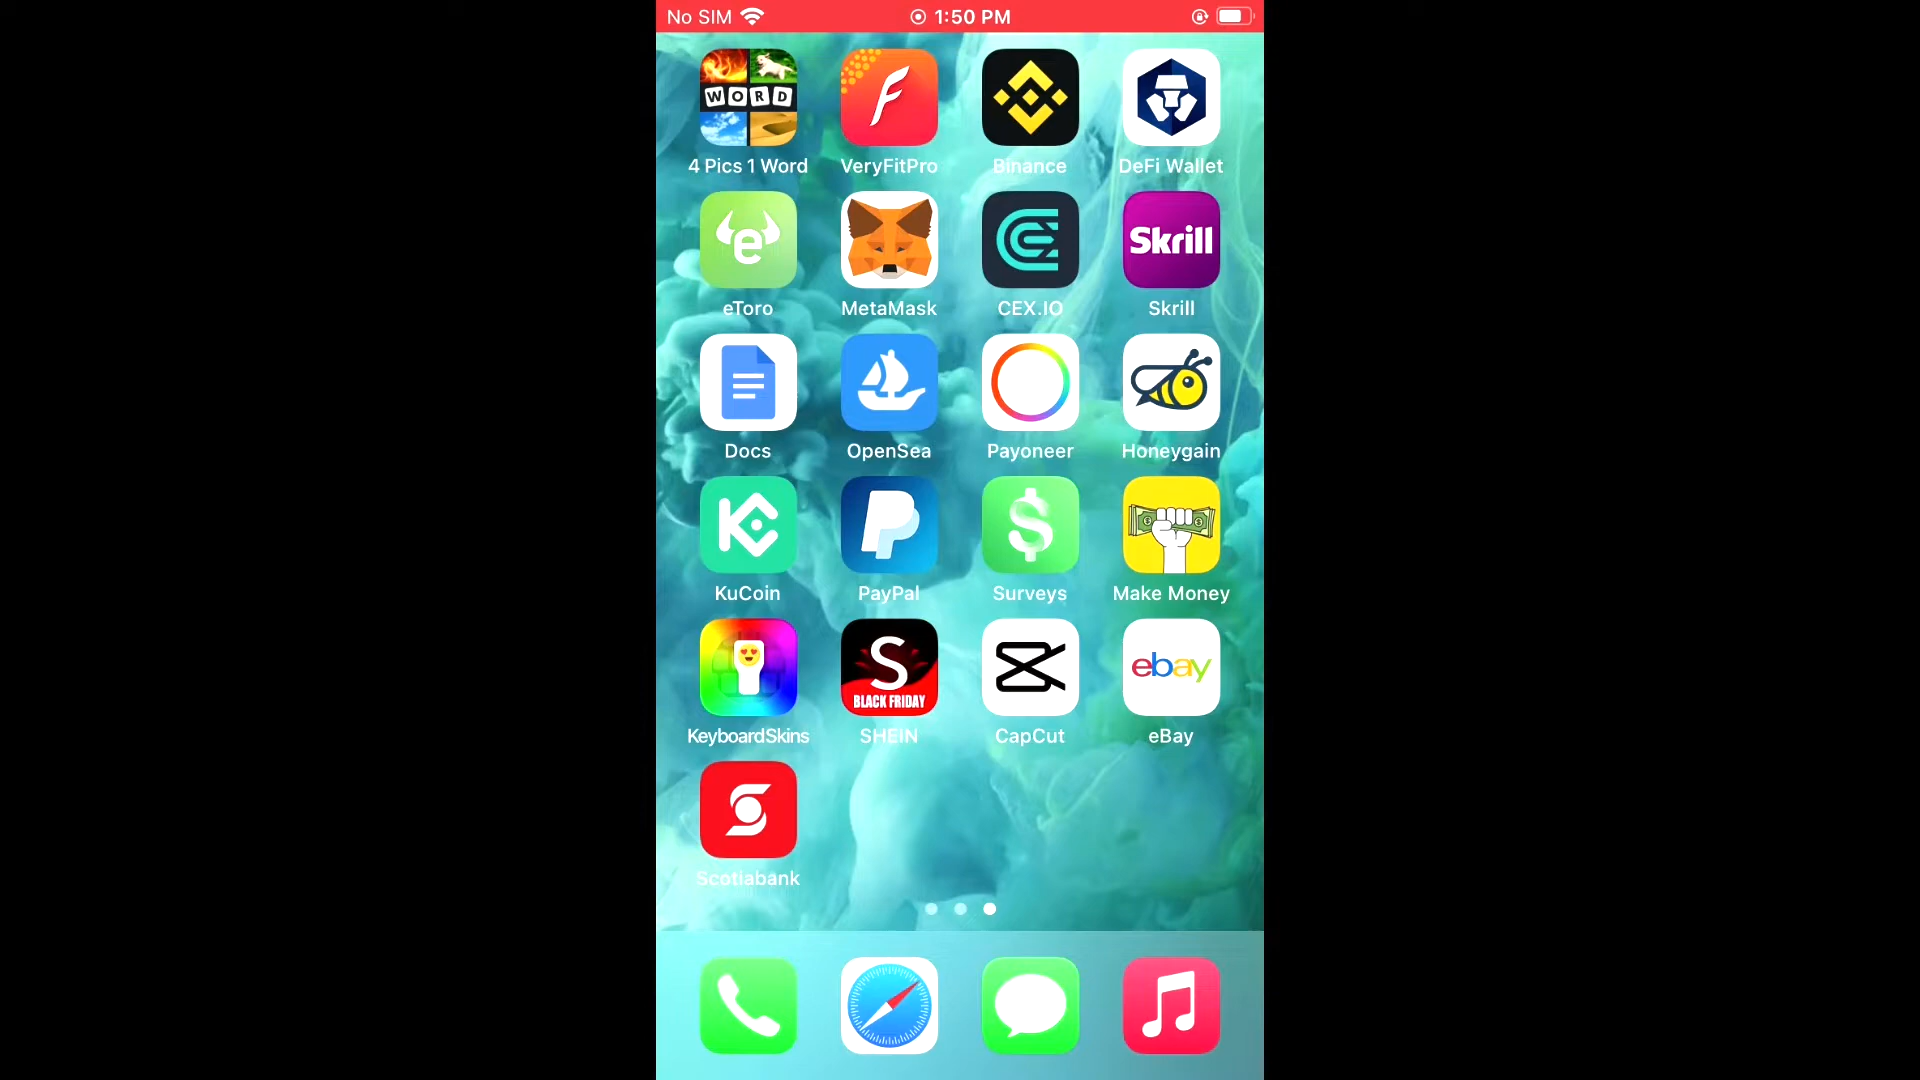 No SIM 1:50 PM
WORD
4 Pics 1 Word VeryFitPro Binance DeFi Wallet
Skrill
eToro MetaMask CEX.IO Skrill
Docs OpenSea Payoneer Honeygain
KuCoin PayPal Surveys Make Money
S
BLACK FRIDAY
ebay
KeyboardSkins SHEIN CapCut eBay
Scotiabank